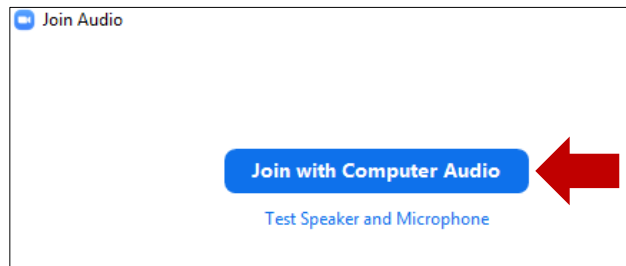 Join Audio
Join with Computer Audio
Test Speaker and Microphone